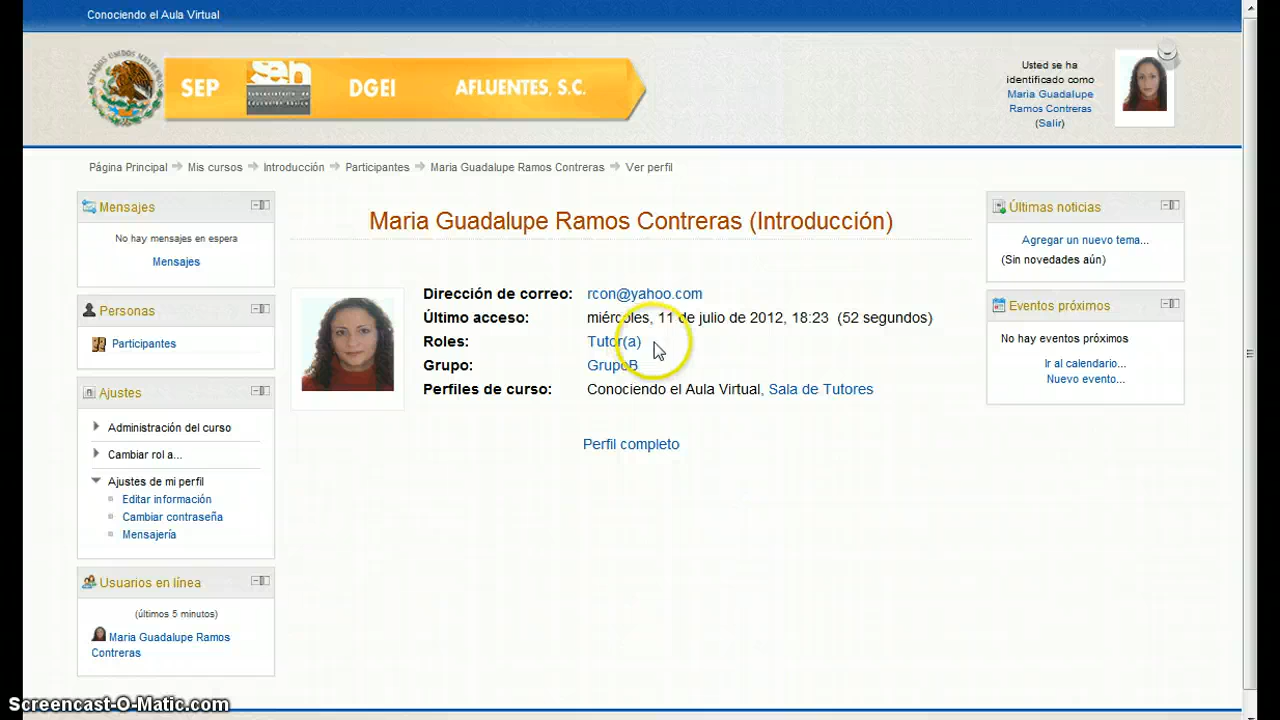 Conociendo el Aula Virtual
SEP
sen
DGEI
AFLUENTES, S.C.
Usted se ha
identificado como
Maria Guadalupe
Ramos Contreras
(Salir)
Página Principal Mis cursos Introducción Participantes Maria Guadalupe Ramos Contreras Ver perfil
Mensajes
No hay mensajes en espera
Mensajes
Personas
Participantes
Ajustes
Administración del curso
Cambiar rol a...
Ajustes de mi perfil
Editar información
Cambiar contraseña
Mensajería
Usuarios en línea
(últimos 5 minutos)
Maria Guadalupe Ramos
Contreras
Maria Guadalupe Ramos Contreras (Introducción)
Dirección de correo: rcon@yahoo.com
Último acceso: miércoles, 11 de julio de 2012, 18:23 (52 segundos)
Roles: Tutor(a)
Grupo: GrupoB
Perfiles de curso: Conociendo el Aula Virtual, Sala de Tutores
Perfil completo
Últimas noticias
Agregar un nuevo tema...
(Sin novedades aún)
Eventos próximos
No hay eventos próximos
Ir al calendario...
Nuevo evento...
Screencast-O-Matic.com